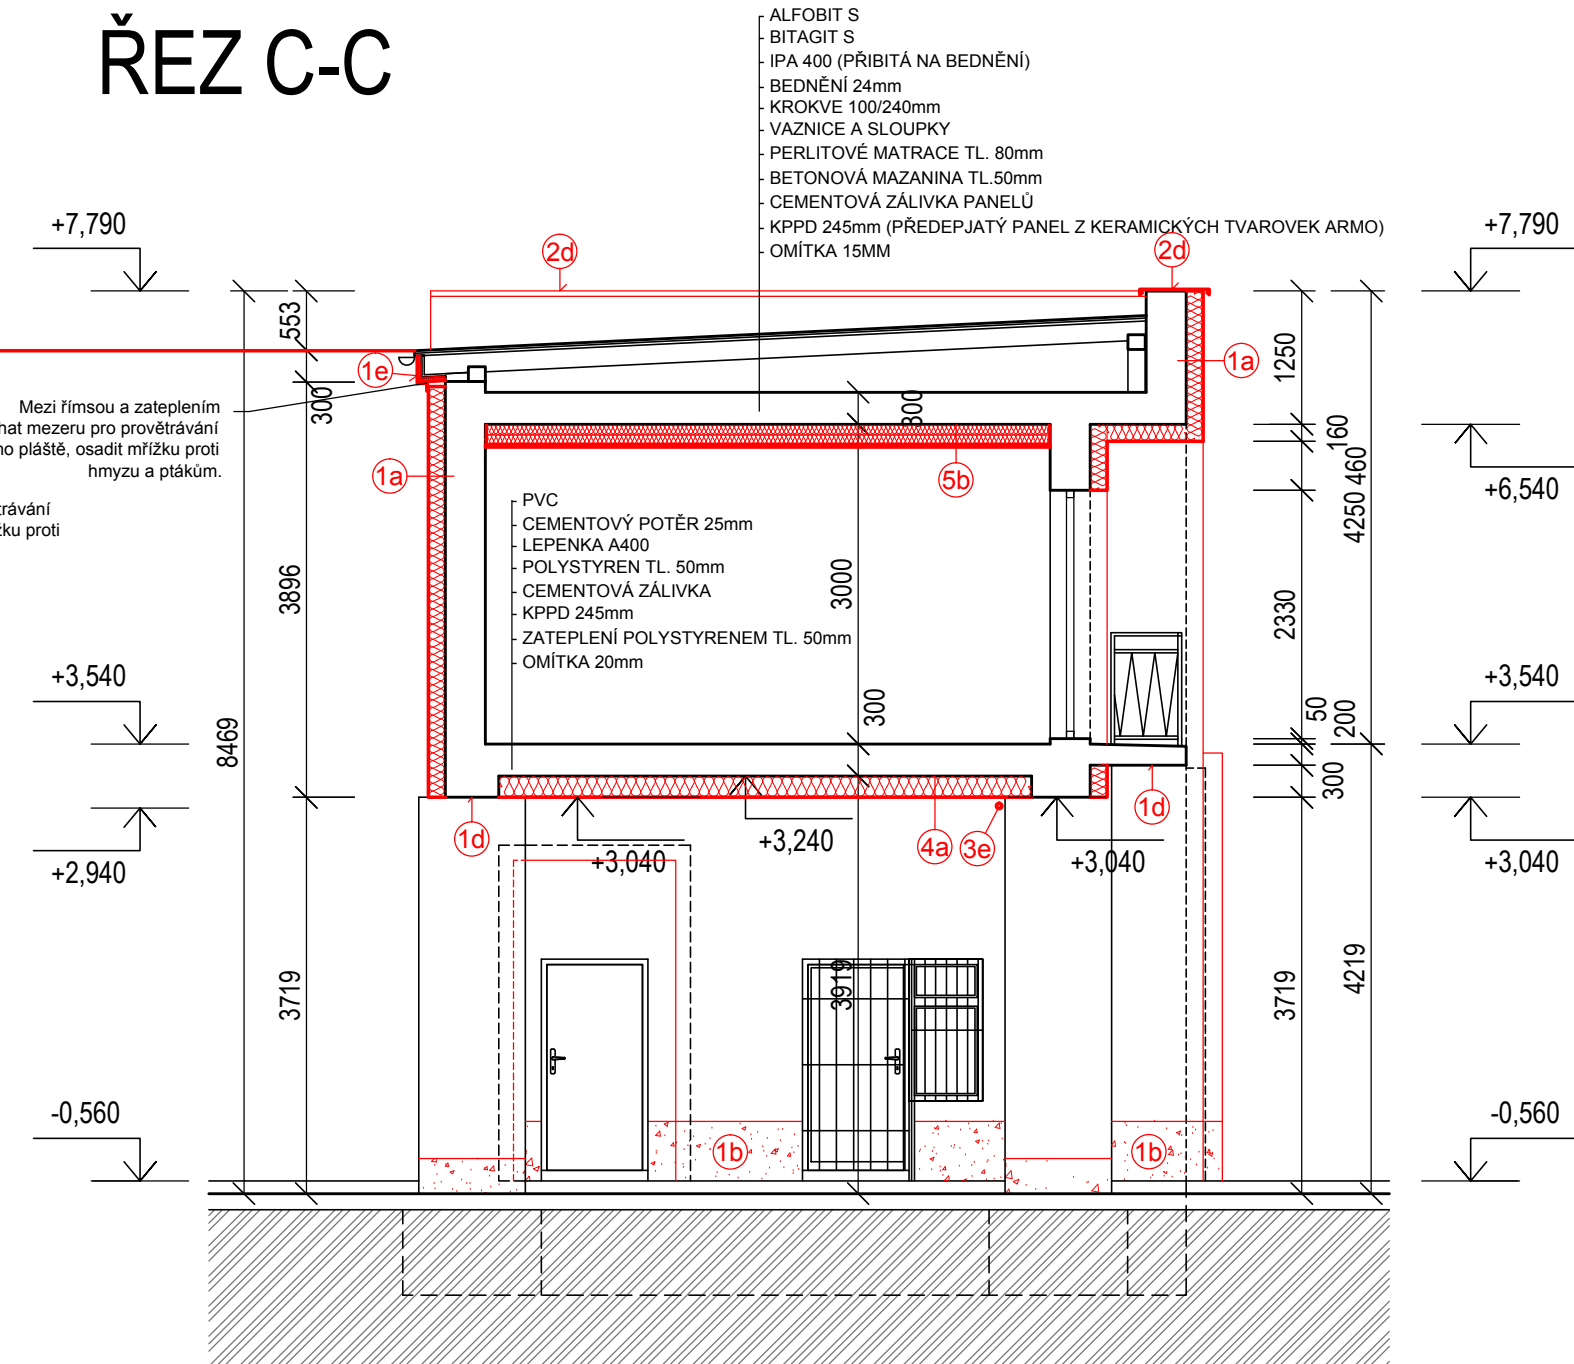 ŘEZ C-C
ALFOBIT S
BITAGIT S
IPA 400 (PŘIBITÁ NA BEDNĚNÍ)
BEDNĚNÍ 24mm
KROKVE 100/240mm
VAZNICE A SLOUPKY
PERLITOVÉ MATRACE TL. 80mm
BETONOVÁ MAZANINA TL.50mm
CEMENTOVÁ ZÁLIVKA PANELŮ
KPPD 245mm (PŘEDEPJATÝ PANEL Z KERAMICKÝCH TVAROVEK ARMO)
OMÍTKA 15MM
+7,790
+7,790
2d
2d
553
1250
1e
1a
300
300
160
Mezi římsou a zateplením
hat mezeru pro provětrávání
ho pláště, osadit mřížku proti
hmyzu a ptákům.
trávání
žku proti
1a
5b
460
4250
+6,540
PVC
CEMENTOVÝ POTĚR 25mm
LEPENKA A400
POLYSTYREN TL. 50mm
CEMENTOVÁ ZÁLIVKA
KPPD 245mm
ZATEPLENÍ POLYSTYRENEM TL. 50mm
OMÍTKA 20mm
3896
3000
2330
+3,540
+3,540
8469
300
50
200
300
1d
+3,240
4a
3e
1d
+2,940
+3,040
+3,040
+3,040
3719
3919
3719
4219
-0,560
-0,560
1b
1b